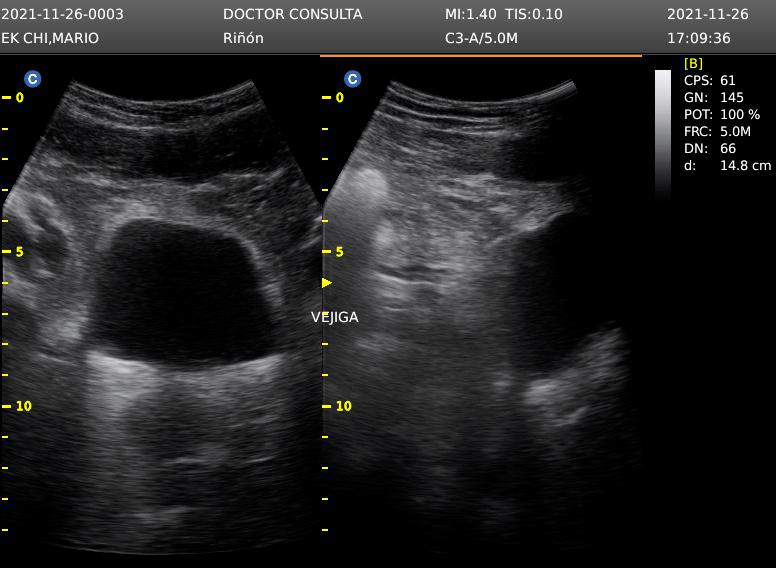 2021-11-26-0003 DOCTOR CONSULTA MI:1.40 TIS:0.10 2021-11-26
EK CHI,MARIO Riñón C3-A/5.0M 17:09:36
C
C
[B]
CPS: 61
GN: 145
POT: 100 %
FRC: 5.0M
DN: 66
d: 14.8 cm
0
0
5
5
VEJIGA
10
10